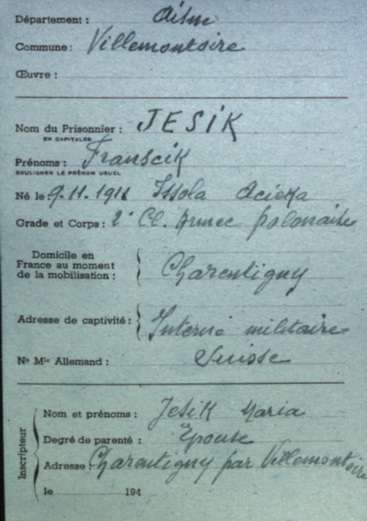 Département : Aisne
Commune : Villemontoire
Œuvre :
Nom du Prisonnier : JESIK
EN CAPITALES
Prénoms : Franscik
SOULIGNER LE PRÉNOM USUEL
Né le 9.11.1911 Issola
Grade et Corps : 2e Cl. Armée polonaise
Domicile en
France au moment
de la mobilisation : Charentigny
Adresse de captivité : Interné militaire
Suisse
No Mle Allemand :
Inscripteur
Nom et prénoms : Jesik Maria
Degré de parenté : Epouse
Adresse : Charentigny par Villemontoire
le 194